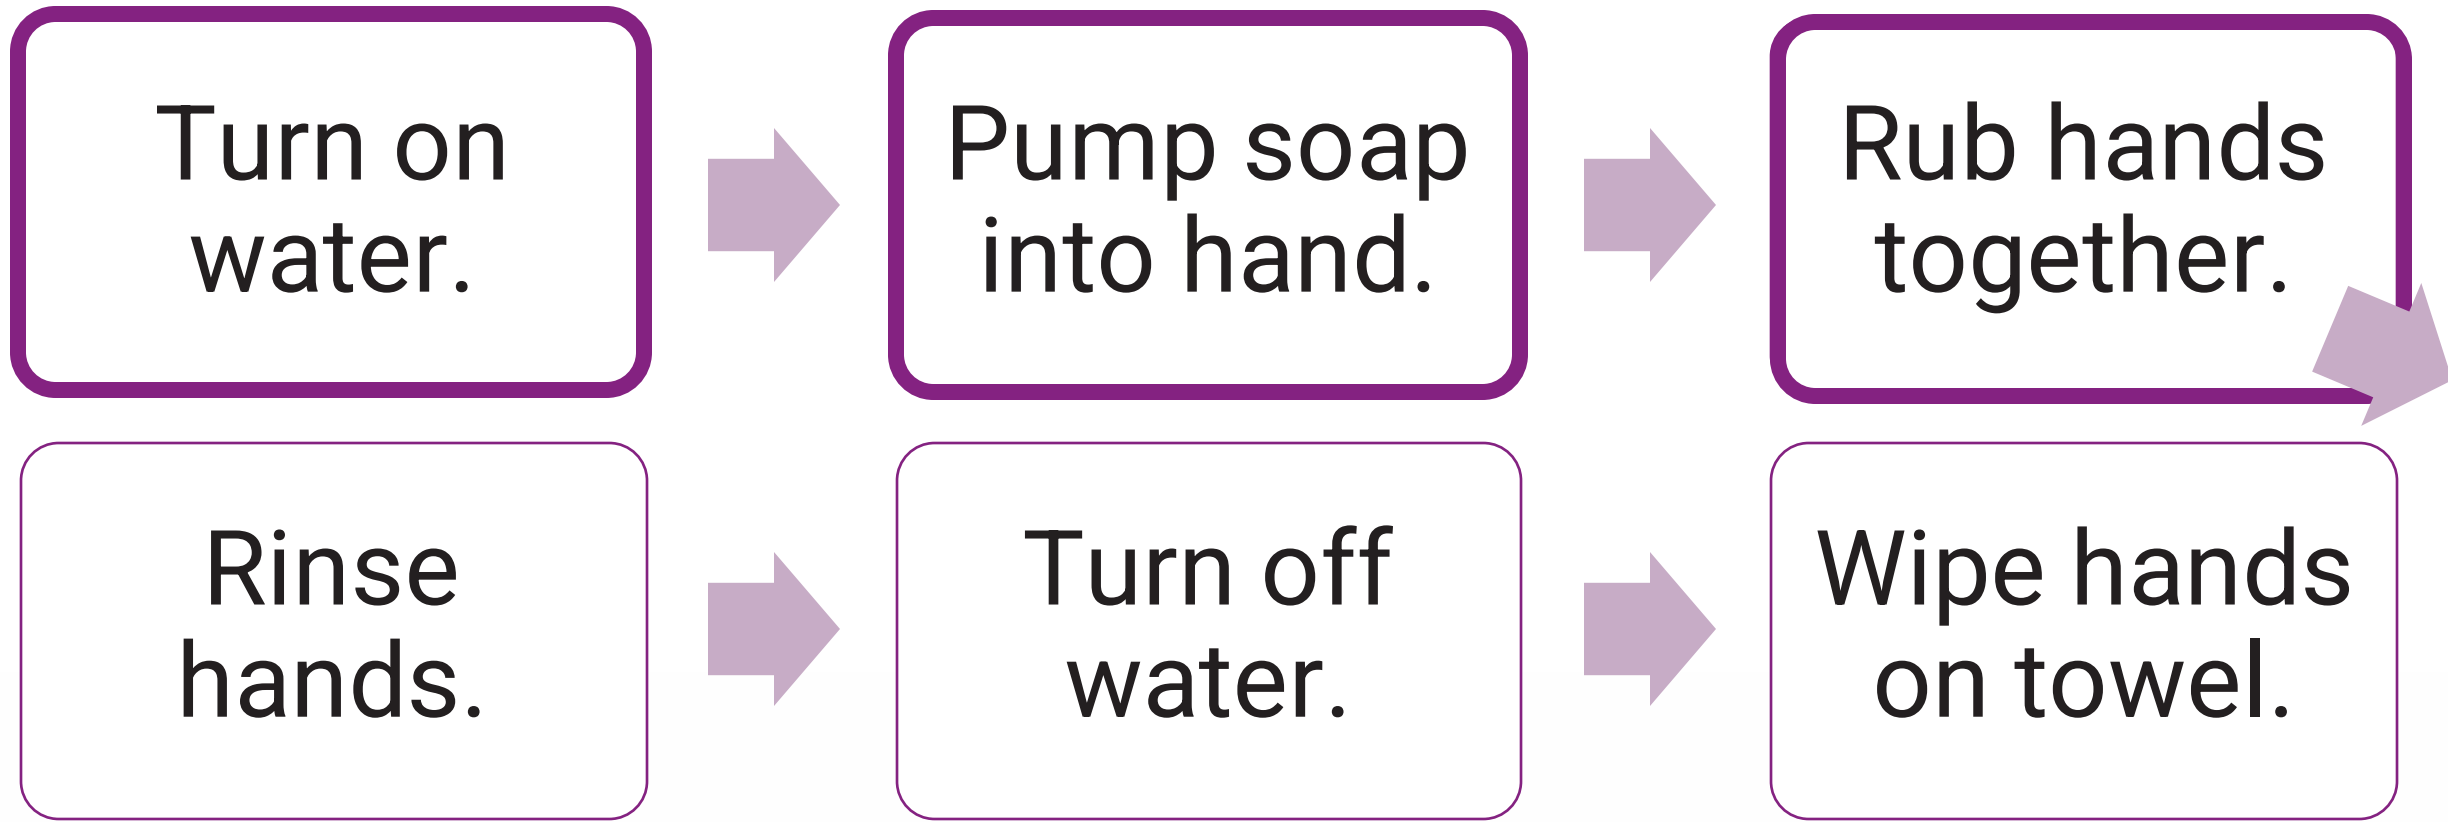 Turn on
water.
Pump soap
into hand.
Rub hands
together.
Rinse
hands.
Turn off
water.
Wipe hands
on towel.